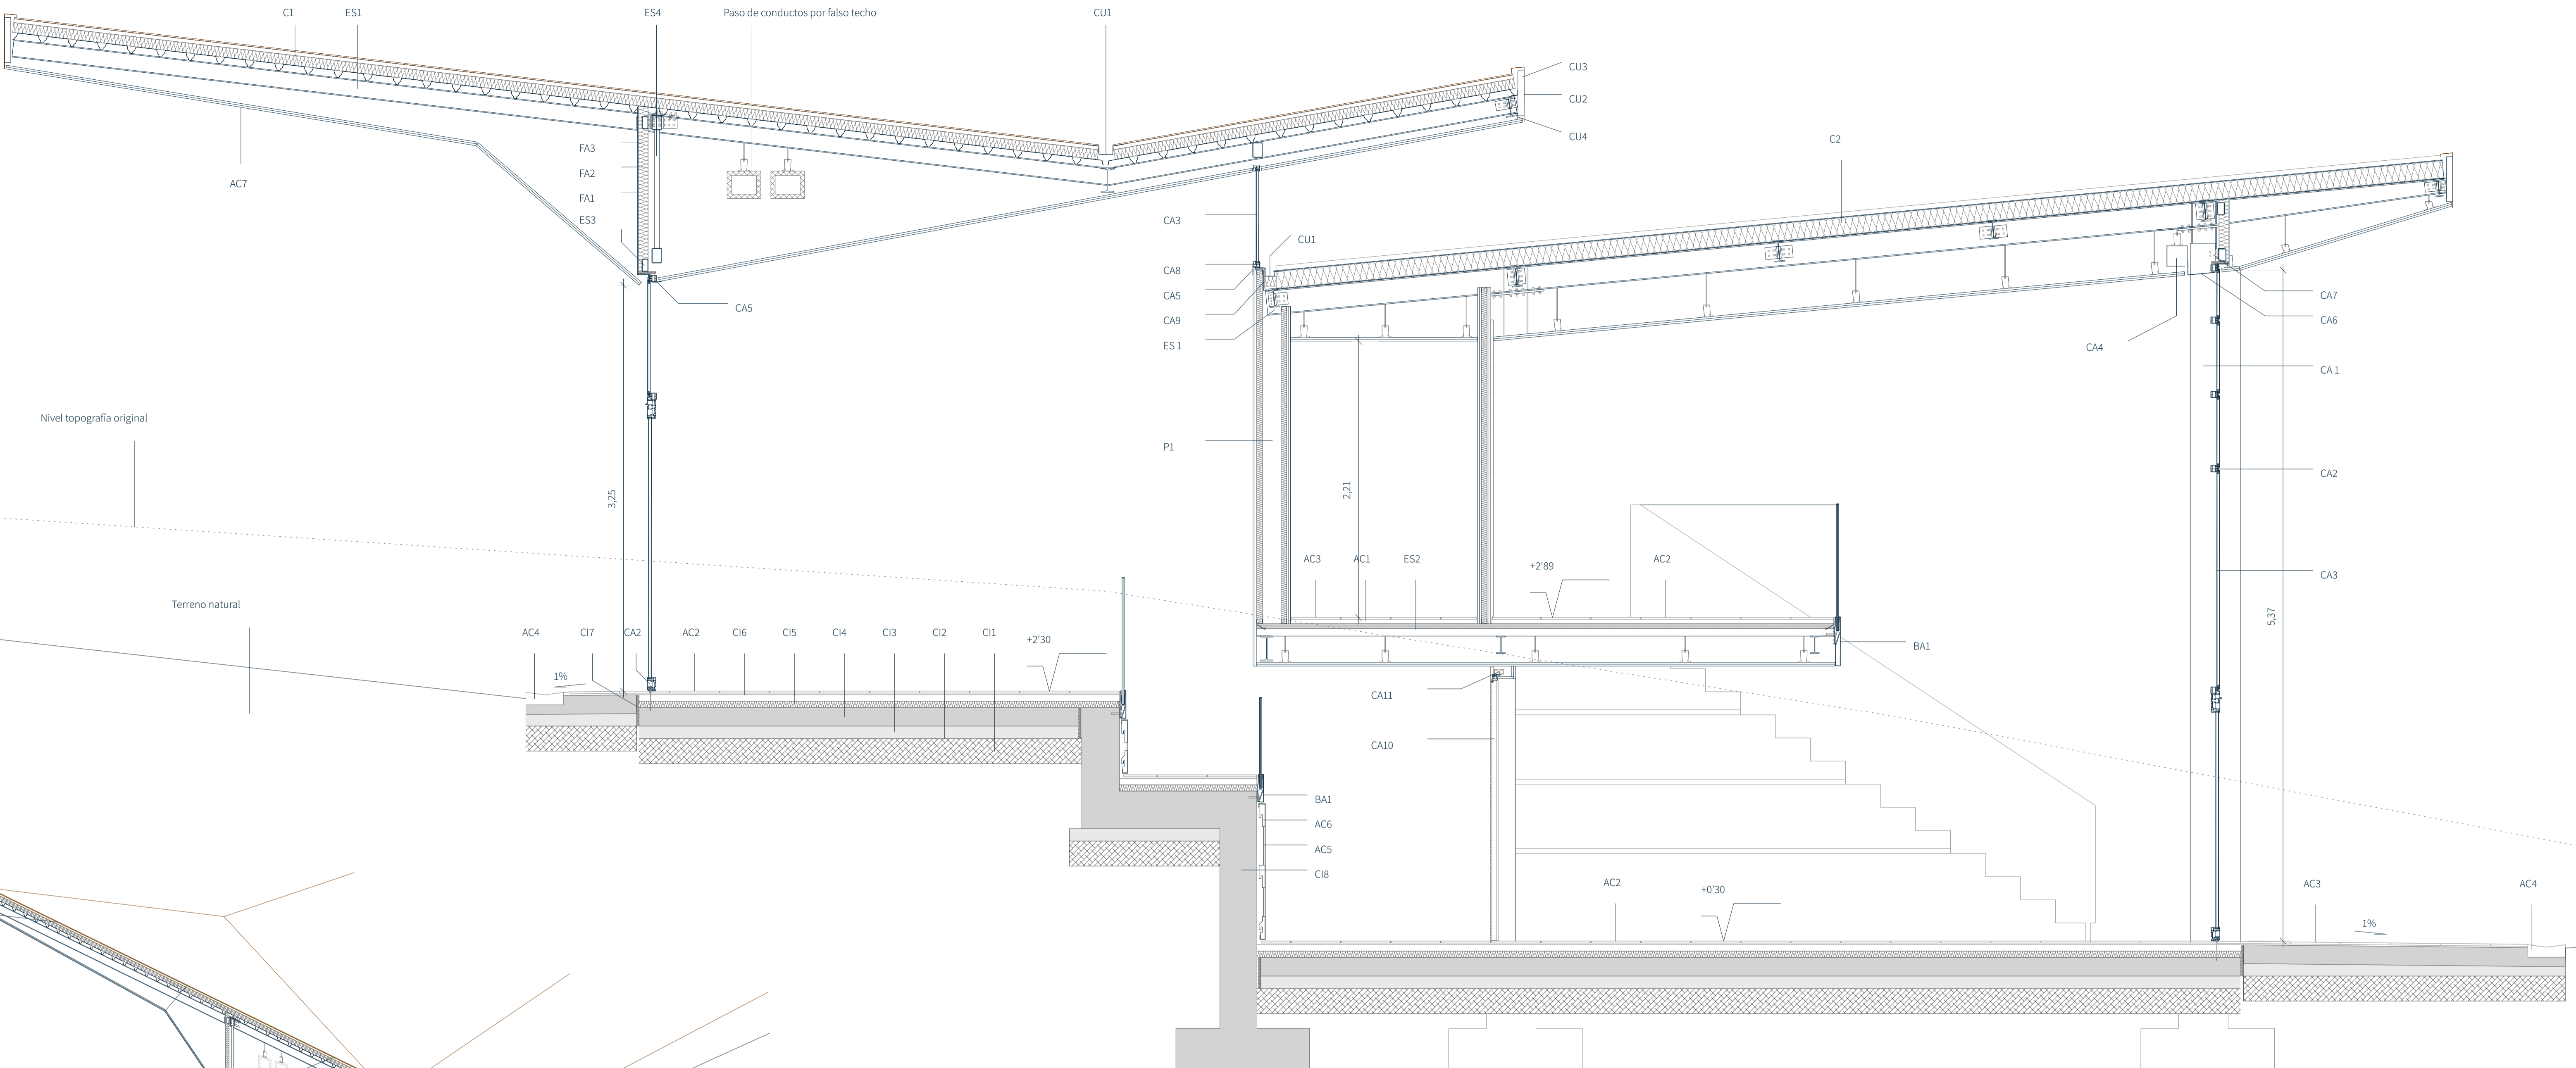 C1 ES1 ES4 Paso de conductos por falso techo CU1
CU3
CU2
CU4
C2
FA3
FA2
AC7
FA1
ES3
CA3
CU1
CA8
CA5
CA9
ES 1
CA5
CA7
CA6
CA4
CA 1
Nivel topografía original
P1
CA2
3,25
2,21
AC3 AC1 ES2 +2'89 AC2
CA3
Terreno natural
5,37
AC4 CI7 CA2 AC2 CI6 CI5 CI4 CI3 CI2 CI1 +2'30
BA1
1%
CA11
CA10
BA1
AC6
AC5
CI8
AC2 +0'30
AC3 AC4
1%